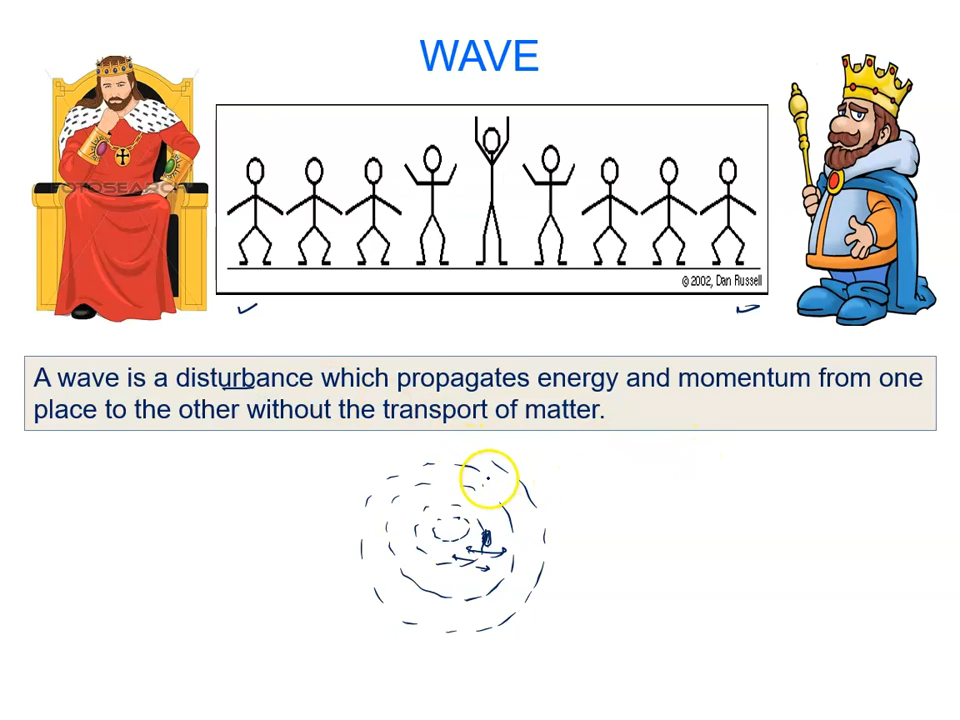 WAVE
FOTOSEARCH
© 2002, Dan Russell
A wave is a disturbance which propagates energy and momentum from one
place to the other without the transport of matter.